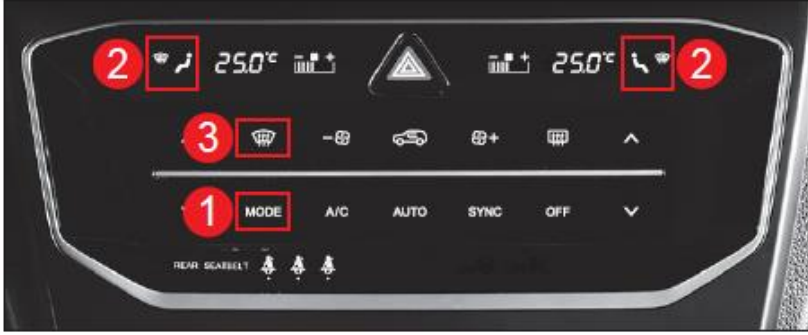 2 25.0°C - + - + 25.0°C 2
3 - +
1 MODE A/C AUTO SYNC OFF
REAR SEATBELT